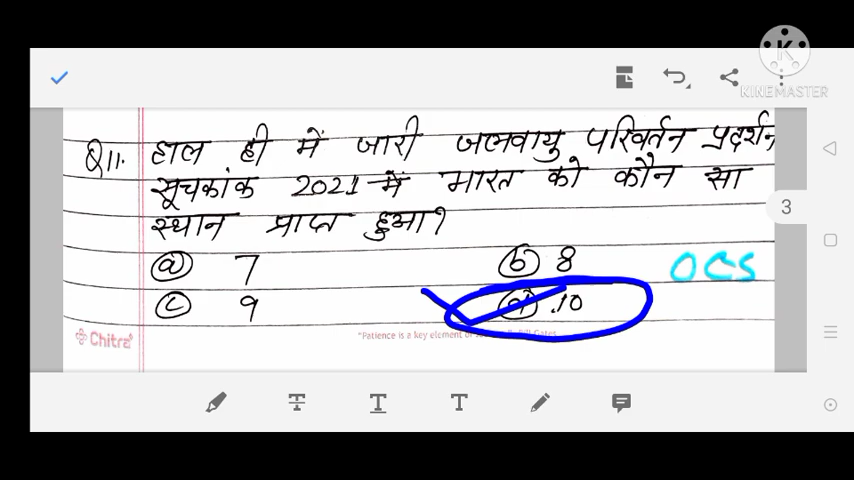 KINEMASTER
Q11. हाल ही में जारी जलवायु परिवर्तन प्रदर्शन
सूचकांक 2021 में भारत को कौन सा
3
स्थान प्राप्त हुआ?
(a) 7 (b) 8 OCS
(c) 9 (d) 10
Chitra
"Patience is a key element of Gates
T T T